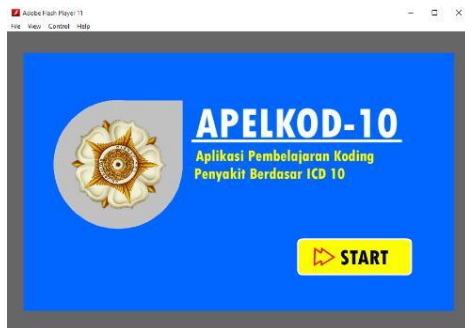 Adobe Flash Player 11
File View Control Help
APELKOD-10
Aplikasi Pembelajaran Koding
Penyakit Berdasar ICD 10
START